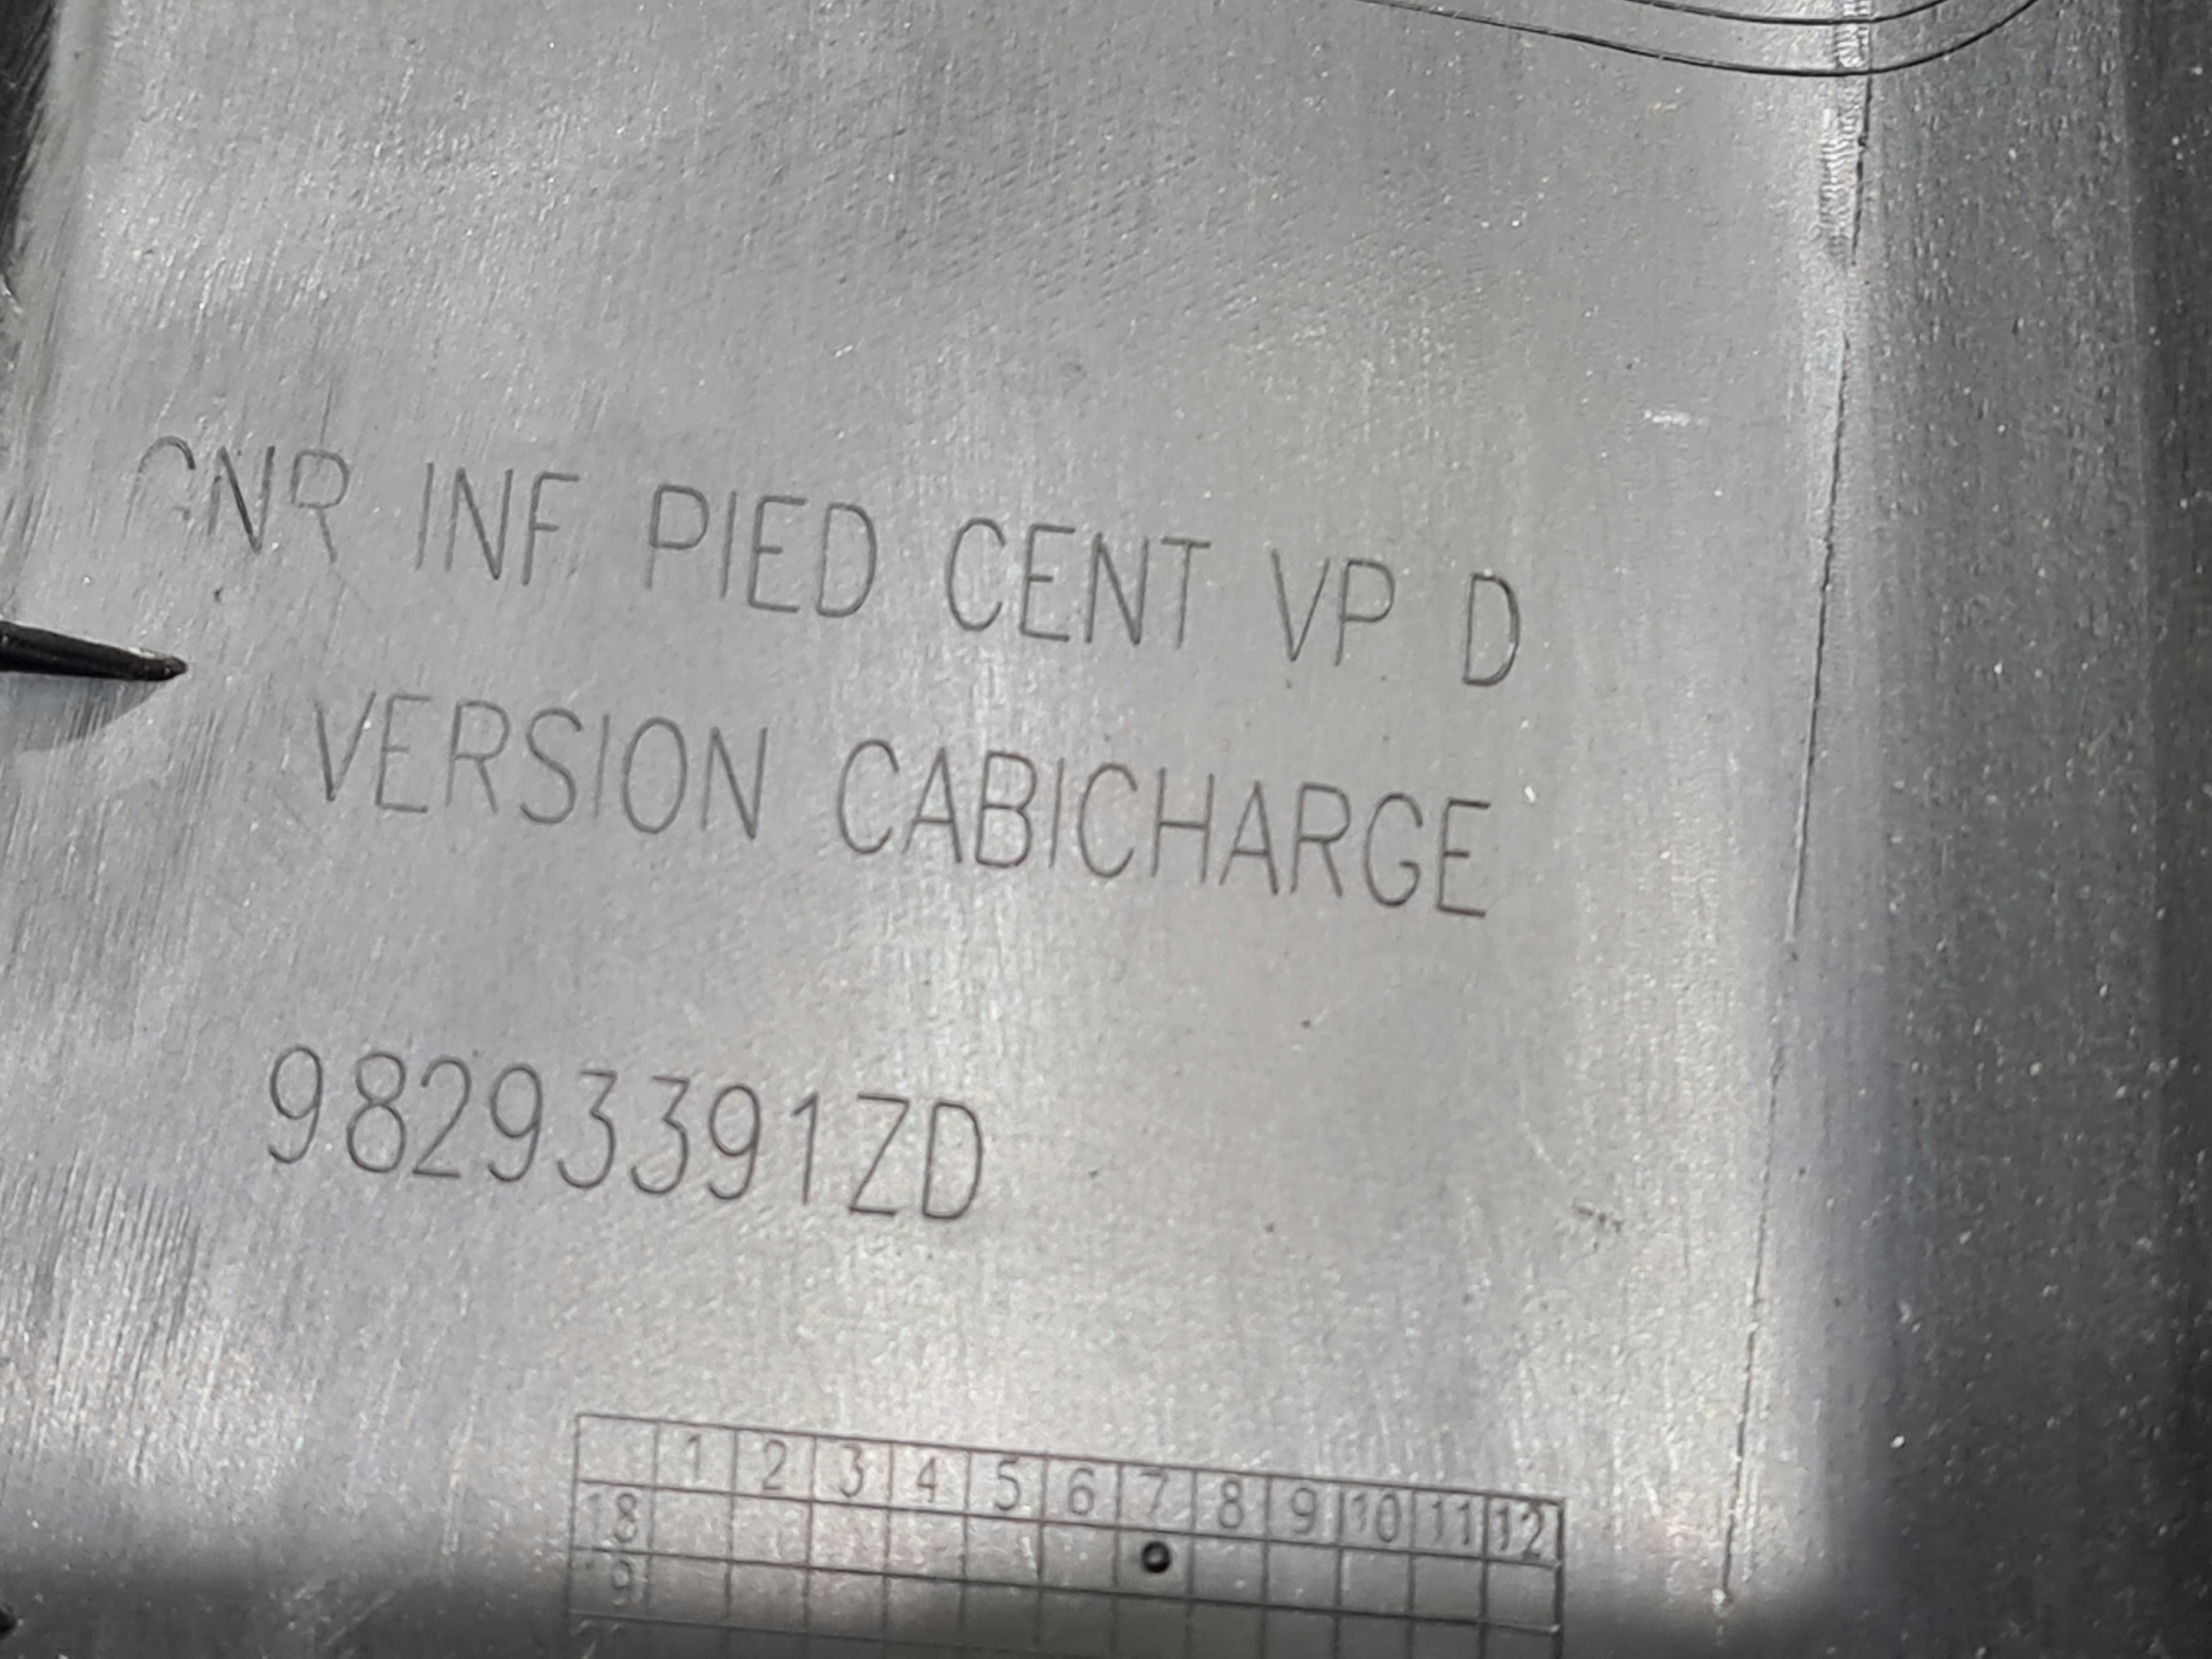 GNR INF PIED CENT VP D
VERSION CABICHARGE
98293391ZD
1 2 3 4 5 6 7 8 9 10 11 12
18
19